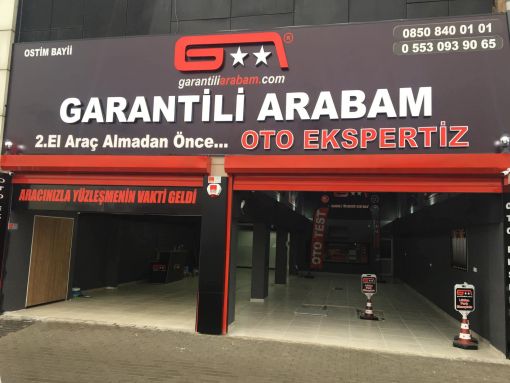 OSTİM BAYİİ
0850 840 01 01
0 553 093 90 65
GA
garantiliarabam.com
GARANTİLİ ARABAM
2.El Araç Almadan Önce... OTO EKSPERTİZ
ARACINIZLA YÜZLEŞMENİN VAKTİ GELDİ
OTO TEST